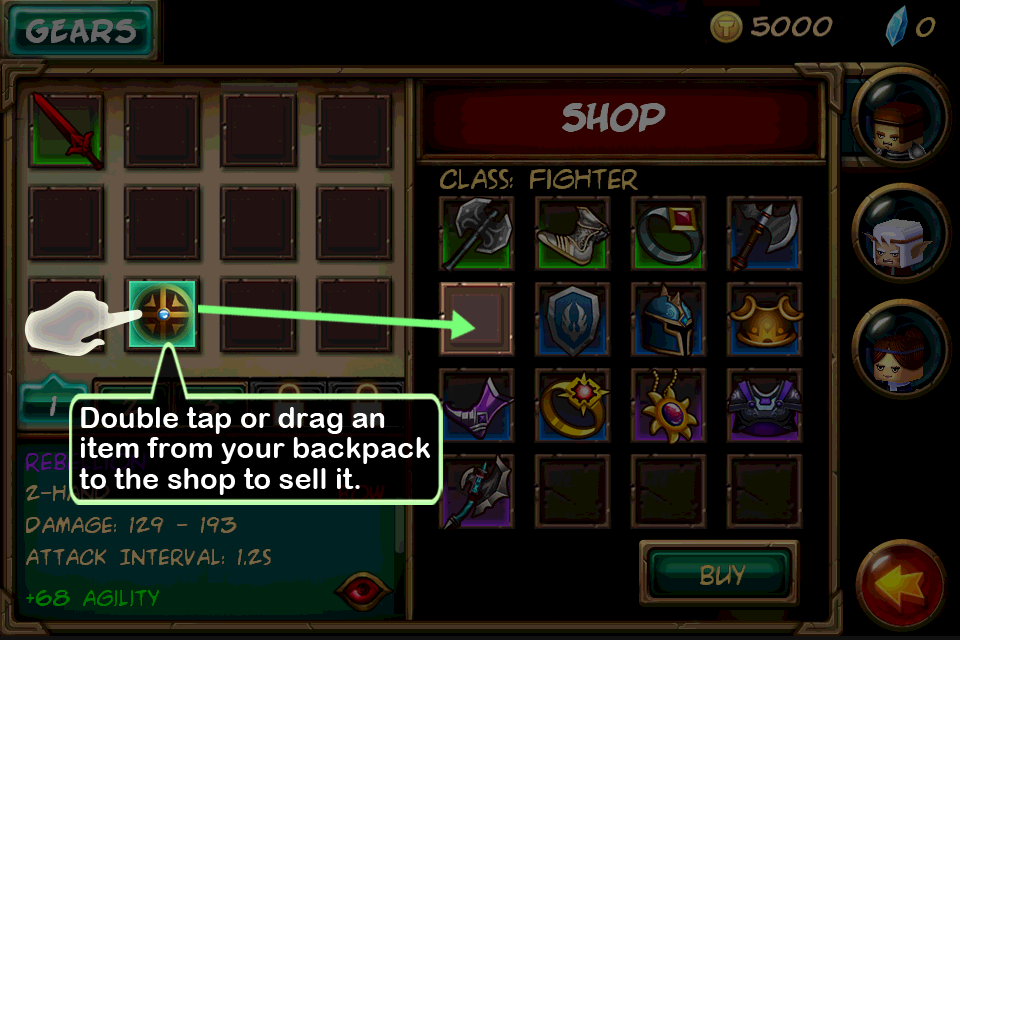 GEARS
5000
0
SHOP
CLASS: FIGHTER
1
Double tap or drag an
item from your backpack
to the shop to sell it.
DAMAGE: 129 - 193
ATTACK INTERVAL: 1.2S
+68 AGILITY
BUY